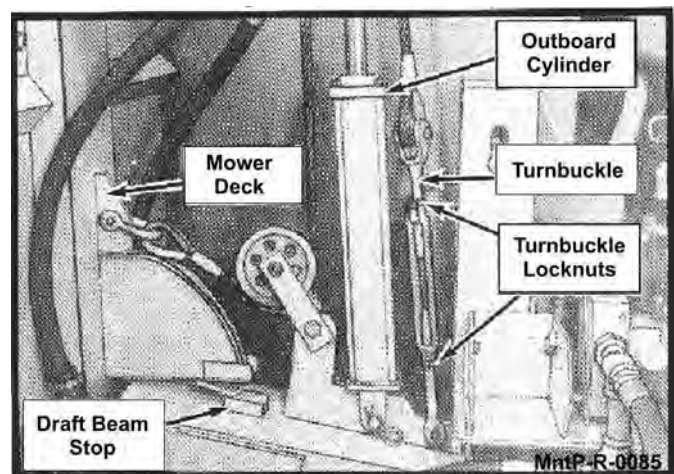 Outboard
Cylinder
Mower
Deck
Turnbuckle
Turnbuckle
Locknuts
Draft Beam
Stop
MntP-R-0085